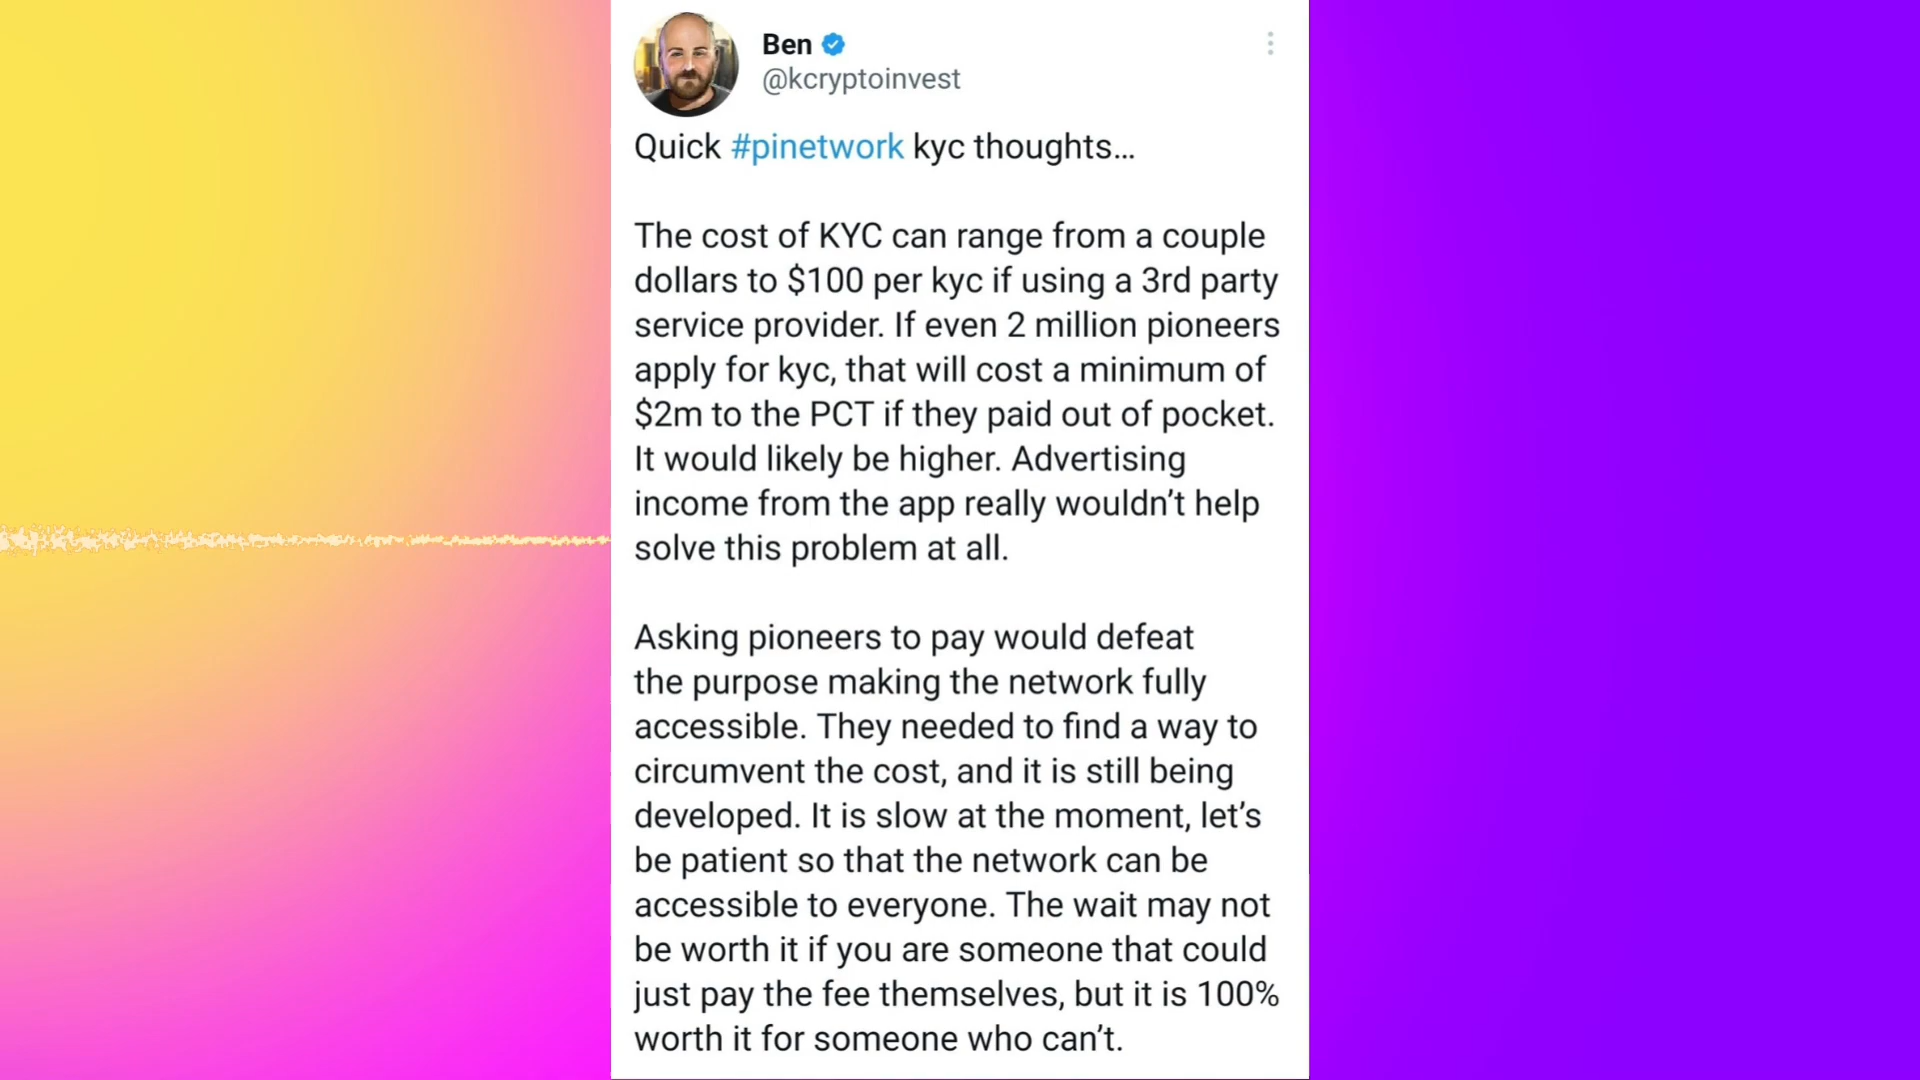 Ben
@kcryptoinvest
Quick #pinetwork kyc thoughts…
The cost of KYC can range from a couple
dollars to $100 per kyc if using a 3rd party
service provider. If even 2 million pioneers
apply for kyc, that will cost a minimum of
$2m to the PCT if they paid out of pocket.
It would likely be higher. Advertising
income from the app really wouldn’t help
solve this problem at all.
Asking pioneers to pay would defeat
the purpose making the network fully
accessible. They needed to find a way to
circumvent the cost, and it is still being
developed. It is slow at the moment, let’s
be patient so that the network can be
accessible to everyone. The wait may not
be worth it if you are someone that could
just pay the fee themselves, but it is 100%
worth it for someone who can’t.